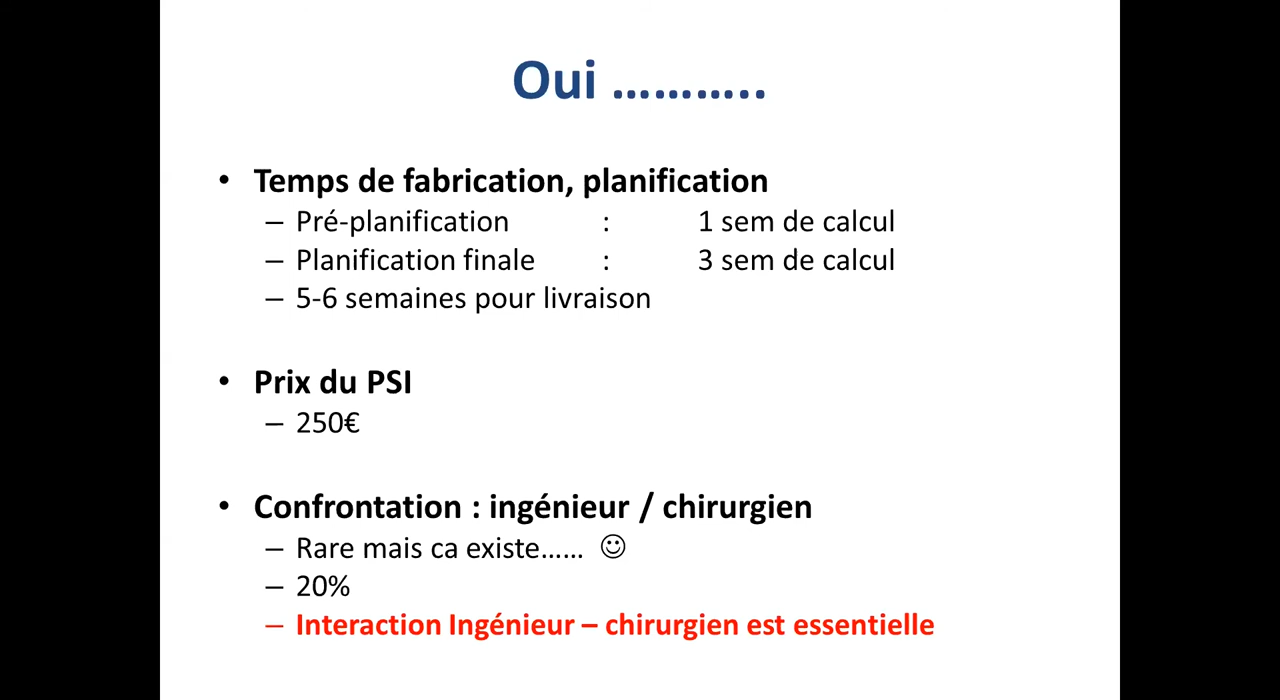 Oui ………..
• Temps de fabrication, planification
– Pré-planification : 1 sem de calcul
– Planification finale : 3 sem de calcul
– 5-6 semaines pour livraison
• Prix du PSI
– 250€
• Confrontation : ingénieur / chirurgien
– Rare mais ca existe…… ☺
– 20%
– Interaction Ingénieur – chirurgien est essentielle